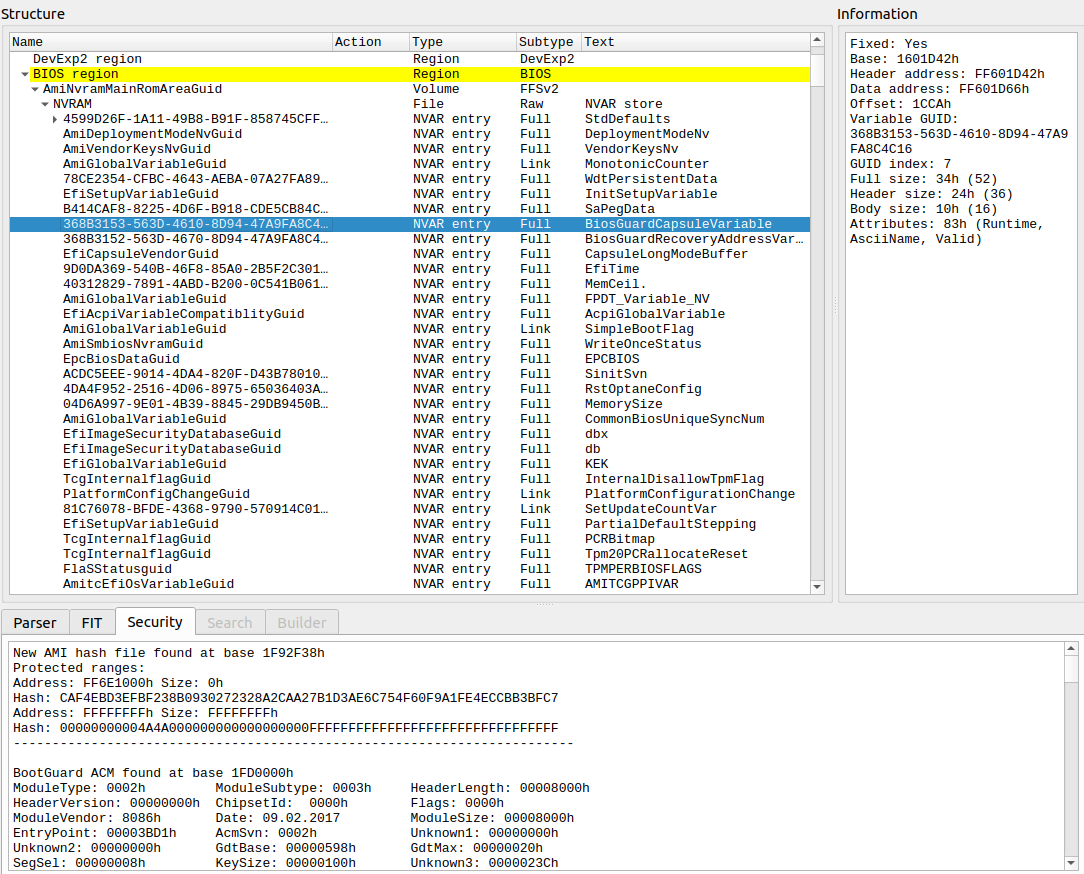 Structure
Name Action Type Subtype Text
DevExp2 region Region DevExp2
BIOS region Region BIOS
AmiNvramMainRomAreaGuid Volume FFSv2
NVRAM File Raw NVAR store
4599D26F-1A11-49B8-B91F-858745CFF… NVAR entry Full StdDefaults
AmiDeploymentModeNvGuid NVAR entry Full DeploymentModeNv
AmiVendorKeysNvGuid NVAR entry Full VendorKeysNv
AmiGlobalVariableGuid NVAR entry Link MonotonicCounter
78CE2354-CFBC-4643-AEBA-07A27FA89… NVAR entry Full WdtPersistentData
EfiSetupVariableGuid NVAR entry Full InitSetupVariable
B414CAF8-8225-4D6F-B918-CDE5CB84C… NVAR entry Full SaPegData
368B3153-563D-4610-8D94-47A9FA8C4… NVAR entry Full BiosGuardCapsuleVariable
368B3152-563D-4670-8D94-47A9FA8C4… NVAR entry Full BiosGuardRecoveryAddressVar…
EfiCapsuleVendorGuid NVAR entry Full CapsuleLongModeBuffer
9D0DA369-540B-46F8-85A0-2B5F2C301… NVAR entry Full EfiTime
40312829-7891-4ABD-B200-0C541B061… NVAR entry Full MemCeil.
AmiGlobalVariableGuid NVAR entry Full FPDT_Variable_NV
EfiAcpiVariableCompatiblityGuid NVAR entry Full AcpiGlobalVariable
AmiGlobalVariableGuid NVAR entry Link SimpleBootFlag
AmiSmbiosNvramGuid NVAR entry Full WriteOnceStatus
EpcBiosDataGuid NVAR entry Full EPCBIOS
ACDC5EEE-9014-4DA4-820F-D43B78010… NVAR entry Full SinitSvn
4DA4F952-2516-4D06-8975-65036403A… NVAR entry Full RstOptaneConfig
04D6A997-9E01-4B39-8845-29DB9450B… NVAR entry Full MemorySize
AmiGlobalVariableGuid NVAR entry Full CommonBiosUniqueSyncNum
EfiImageSecurityDatabaseGuid NVAR entry Full dbx
EfiImageSecurityDatabaseGuid NVAR entry Full db
EfiGlobalVariableGuid NVAR entry Full KEK
TcgInternalflagGuid NVAR entry Full InternalDisallowTpmFlag
PlatformConfigChangeGuid NVAR entry Link PlatformConfigurationChange
81C76078-BFDE-4368-9790-570914C01… NVAR entry Link SetUpdateCountVar
EfiSetupVariableGuid NVAR entry Full PartialDefaultStepping
TcgInternalflagGuid NVAR entry Full PCRBitmap
TcgInternalflagGuid NVAR entry Full Tpm20PCRallocateReset
FlaSStatusguid NVAR entry Full TPMPERBIOSFLAGS
AmitcEfiOsVariableGuid NVAR entry Full AMITCGPPIVAR
Information
Fixed: Yes
Base: 1601D42h
Header address: FF601D42h
Data address: FF601D66h
Offset: 1CCAh
Variable GUID:
368B3153-563D-4610-8D94-47A9
FA8C4C16
GUID index: 7
Full size: 34h (52)
Header size: 24h (36)
Body size: 10h (16)
Attributes: 83h (Runtime,
AsciiName, Valid)
Parser FIT Security Search Builder
New AMI hash file found at base 1F92F38h
Protected ranges:
Address: FF6E1000h Size: 0h
Hash: CAF4EBD3EFBF238B0930272328A2CAA27B1D3AE6C754F60F9A1FE4ECCBB3BFC7
Address: FFFFFFFFh Size: FFFFFFFFh
Hash: 00000000004A4A000000000000000000FFFFFFFFFFFFFFFFFFFFFFFFFFFFFFFF
------------------------------------------------------------------------
BootGuard ACM found at base 1FD0000h
ModuleType: 0002h ModuleSubtype: 0003h HeaderLength: 00008000h
HeaderVersion: 00000000h ChipsetId: 0000h Flags: 0000h
ModuleVendor: 8086h Date: 09.02.2017 ModuleSize: 00008000h
EntryPoint: 00003BD1h AcmSvn: 0002h Unknown1: 00000000h
Unknown2: 00000000h GdtBase: 00000598h GdtMax: 00000020h
SegSel: 00000008h KeySize: 00000100h Unknown3: 0000023Ch